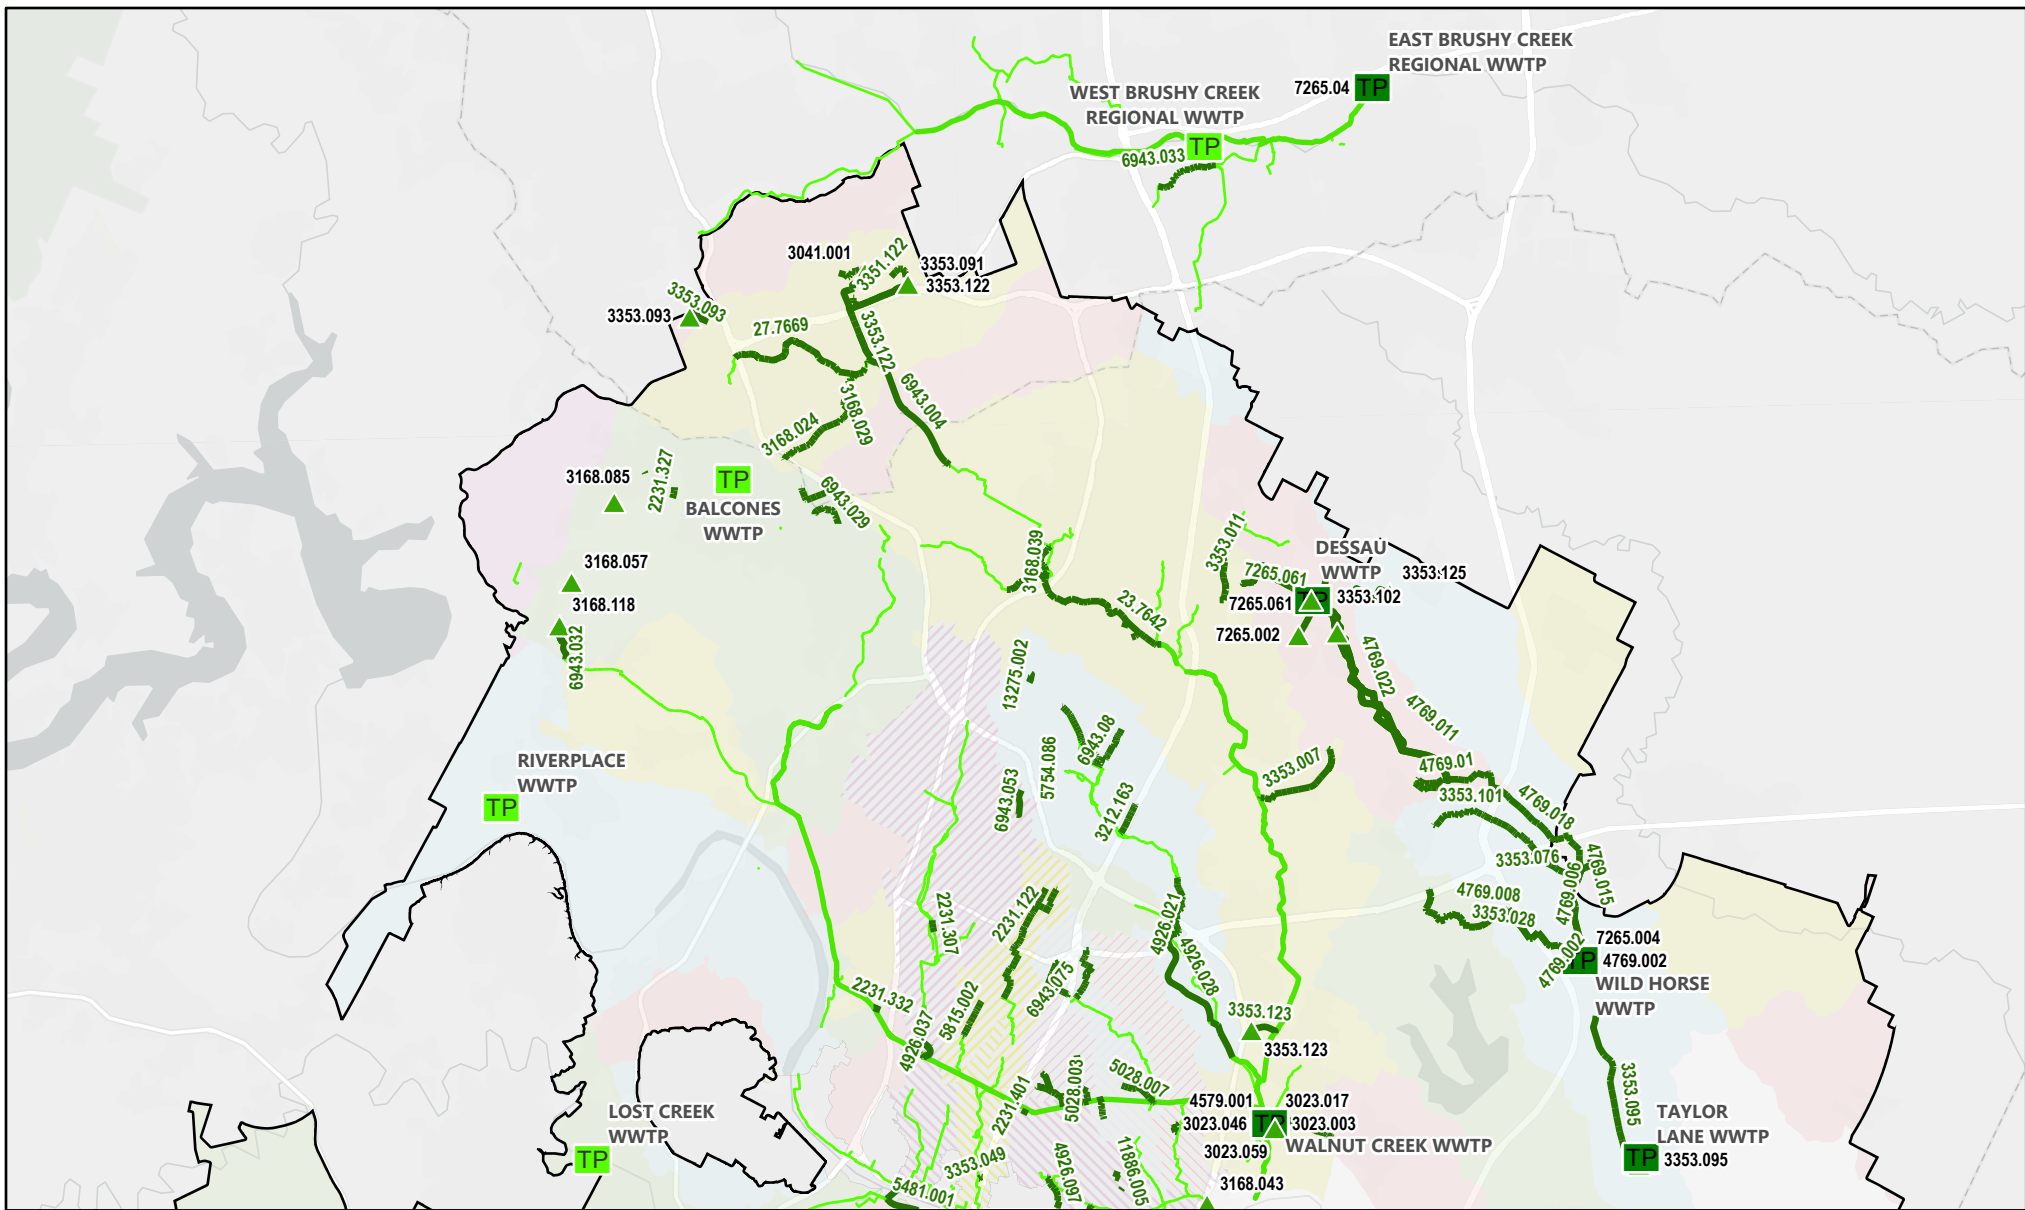 EAST BRUSHY CREEK
REGIONAL WWTP
7265.04
TP
WEST BRUSHY CREEK
REGIONAL WWTP
TP
6943.033
3041.001
3351.122
3353.091
3353.122
3353.093
3353.093
27.7669
3353.122
6943.004
3168.029
3168.024
3168.085
2231.327
TP
BALCONES
WWTP
6943.029
3168.057
3168.118
6943.032
3168.039
23.7642
3353.011
DESSAU
WWTP
7265.061
3353.125
7265.061
3353.102
7265.002
4769.022
4769.011
4769.01
3353.101
4769.018
3353.076
4769.006
4769.015
4769.008
3353.028
4769.002
7265.004
TP
4769.002
WILD HORSE
WWTP
13275.002
6943.08
5754.086
6943.053
3212.163
3353.007
RIVERPLACE
WWTP
TP
2231.307
2231.122
4926.021
4926.028
6943.075
2231.332
5815.002
4926.037
3353.123
3353.123
2231.401
5028.003
5028.007
4579.001
3023.017
3023.046
TP
3023.003
WALNUT CREEK WWTP
3023.059
3168.043
LOST CREEK
WWTP
TP
3353.049
5481.001
4926.097
11886.005
3353.095
TAYLOR
LANE WWTP
TP
3353.095